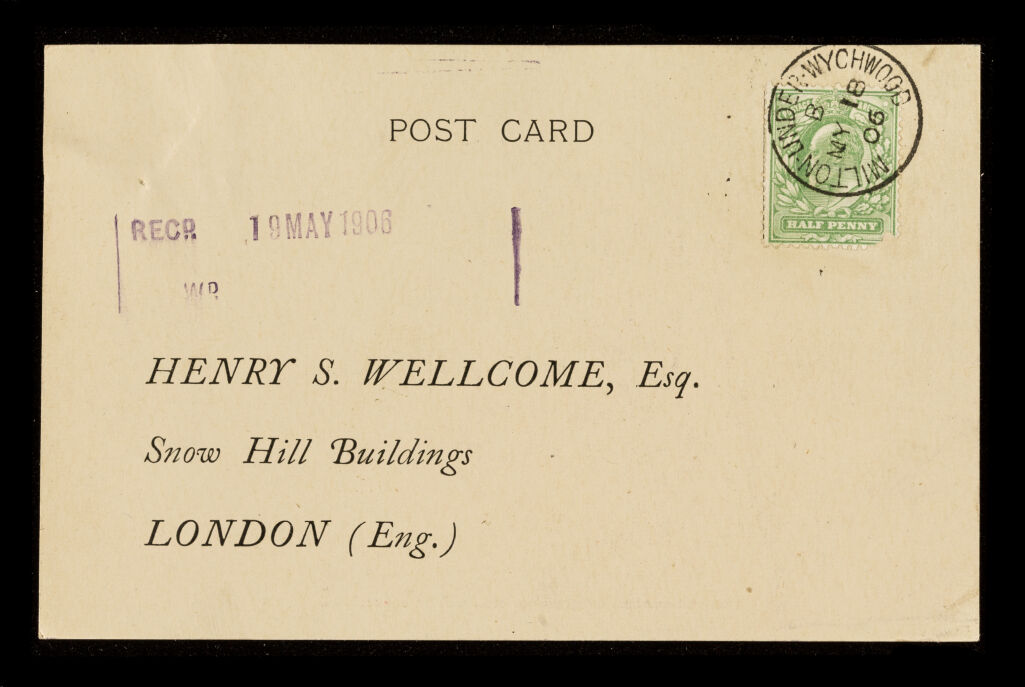 POST CARD
MILTON-UNDER-WYCHWOOD
B
MY 18
06
HALF PENNY
RECD. 19 MAY 1906
HENRY S. WELLCOME, Esq.
Snow Hill Buildings
LONDON (Eng.)